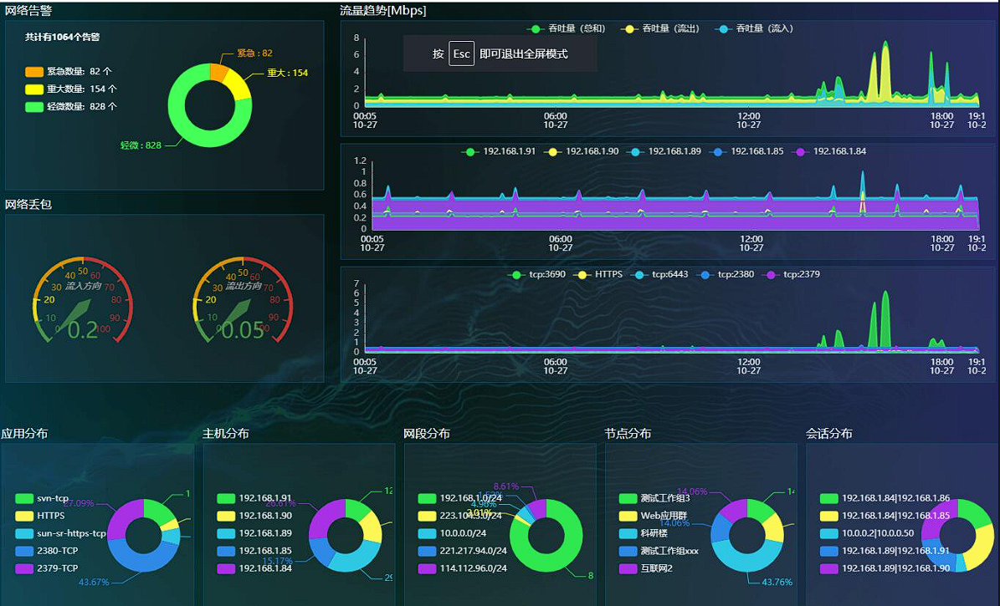 网络告警
共计有1064个告警
紧急数量: 82 个
重大数量: 154 个
轻微数量: 828 个
紧急 : 82
重大 : 154
轻微 : 828
网络丢包
0 10 20 30 40 50 60 70 80 90 100
流入方向
0.2
0 10 20 30 40 50 60 70 80 90 100
流出方向
0.05
流量趋势[Mbps]
吞吐量（总和） 吞吐量（流出） 吞吐量（流入）
按 Esc 即可退出全屏模式
8
6
4
2
0
00:05 06:00 12:00 18:00 19:1
10-27 10-27 10-27 10-27 10-2
192.168.1.91 192.168.1.90 192.168.1.89 192.168.1.85 192.168.1.84
1.2
1
0.8
0.6
0.4
0.2
0
00:05 06:00 12:00 18:00 19:1
10-27 10-27 10-27 10-27 10-2
tcp:3690 HTTPS tcp:6443 tcp:2380 tcp:2379
7
6
5
4
3
2
1
0
00:05 06:00 12:00 18:00 19:1
10-27 10-27 10-27 10-27 10-2
应用分布
svn-tcp
HTTPS
sun-sr-https-tcp
2380-TCP
2379-TCP
27.09%
43.67%
1
主机分布
192.168.1.91
192.168.1.90
192.168.1.89
192.168.1.85
192.168.1.84
26.61%
15.17%
12
29
网段分布
192.168.1.0/24
223.104.3.0/24
10.0.0.0/24
221.217.94.0/24
114.112.96.0/24
8.61%
4.98%
2.01%
8
节点分布
测试工作组3
Web应用群
科研楼
测试工作组xxx
互联网2
14.06%
14.06%
43.76%
14
会话分布
192.168.1.84|192.168.1.86
192.168.1.84|192.168.1.85
10.0.0.2|10.0.0.50
192.168.1.89|192.168.1.91
192.168.1.89|192.168.1.90